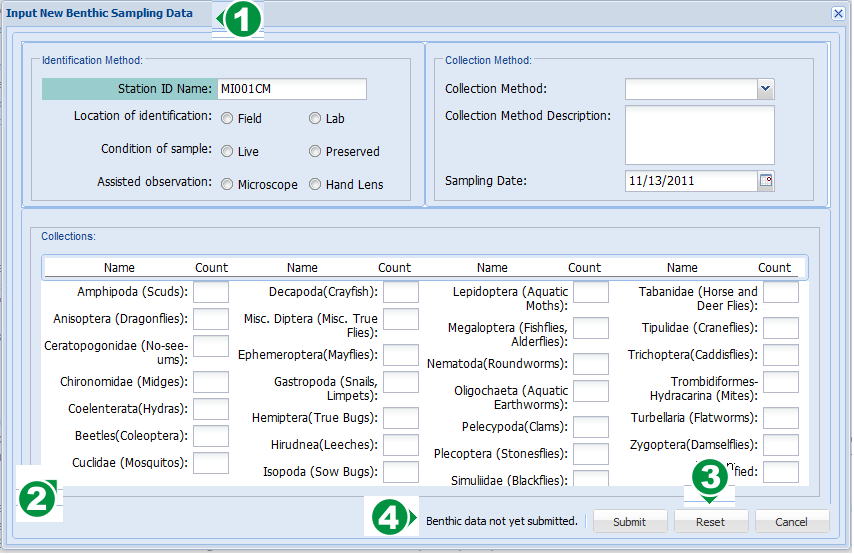 Input New Benthic Sampling Data
1
Identification Method:
Station ID Name: MI001CM
Location of identification: Field Lab
Condition of sample: Live Preserved
Assisted observation: Microscope Hand Lens
Collection Method:
Collection Method:
Collection Method Description:
Sampling Date: 11/13/2011
Collections:
Name Count Name Count Name Count Name Count
Amphipoda (Scuds):
Anisoptera (Dragonflies):
Ceratopogonidae (No-see-
ums):
Chironomidae (Midges):
Coelenterata(Hydras):
Beetles(Coleoptera):
Cuclidae (Mosquitos):
Decapoda(Crayfish):
Misc. Diptera (Misc. True
Flies):
Ephemeroptera(Mayflies):
Gastropoda (Snails,
Limpets):
Hemiptera(True Bugs):
Hirudnea(Leeches):
Isopoda (Sow Bugs):
Lepidoptera (Aquatic
Moths):
Megaloptera (Fishflies,
Alderflies):
Nematoda(Roundworms):
Oligochaeta (Aquatic
Earthworms):
Pelecypoda(Clams):
Plecoptera (Stonesflies):
Simuliidae (Blackflies):
Tabanidae (Horse and
Deer Flies):
Tipulidae (Craneflies):
Trichoptera(Caddisflies):
Trombidiformes-
Hydracarina (Mites):
Turbellaria (Flatworms):
Zygoptera(Damselflies):
2
3
4
Benthic data not yet submitted.
Submit Reset Cancel